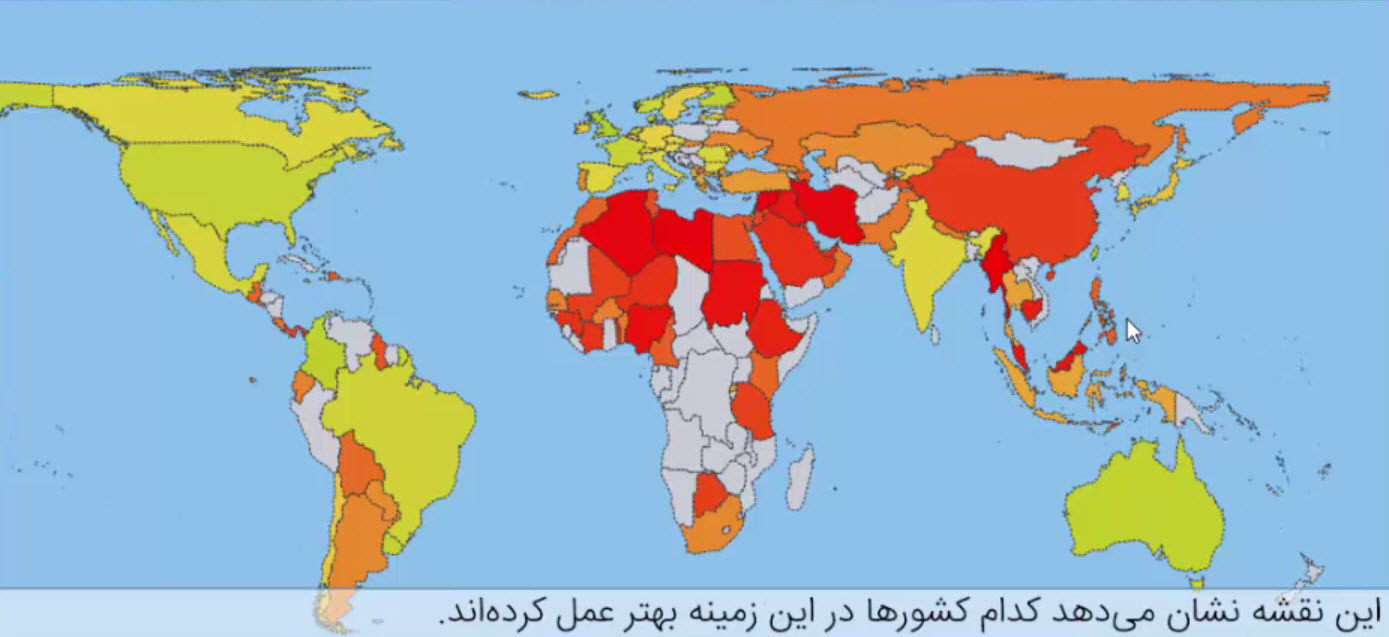 این نقشه نشان می‌دهد کدام کشورها در این زمینه بهتر عمل کرده‌اند.